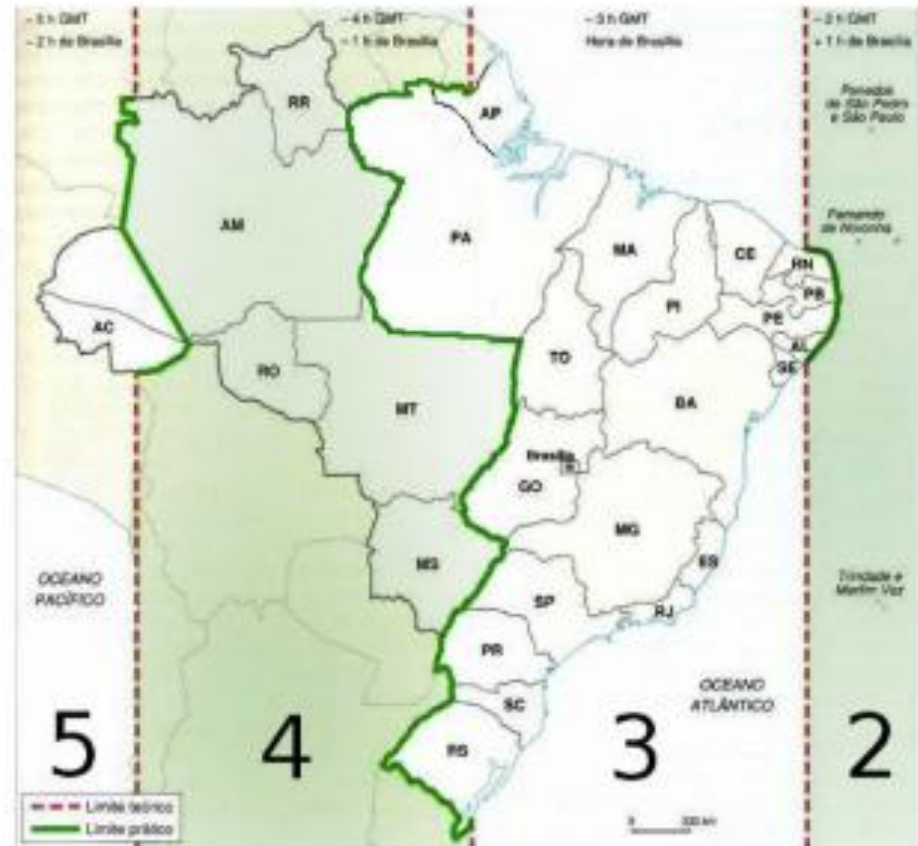 – 5 h GMT
– 2 h de Brasília
– 4 h GMT
– 1 h de Brasília
– 3 h GMT
Hora de Brasília
– 2 h GMT
+ 1 h de Brasília
Penedos
de São Pedro
e São Paulo
Fernando
de Noronha
RR
AP
AM
PA
MA
CE
RN
PB
PE
AL
SE
PI
AC
RO
TO
MT
BA
Brasília
GO
MG
ES
MS
SP
RJ
PR
SC
RS
Trindade e
Martim Vaz
OCEANO
PACÍFICO
OCEANO
ATLÂNTICO
5
4
3
2
Limite teórico
Limite prático
0
km